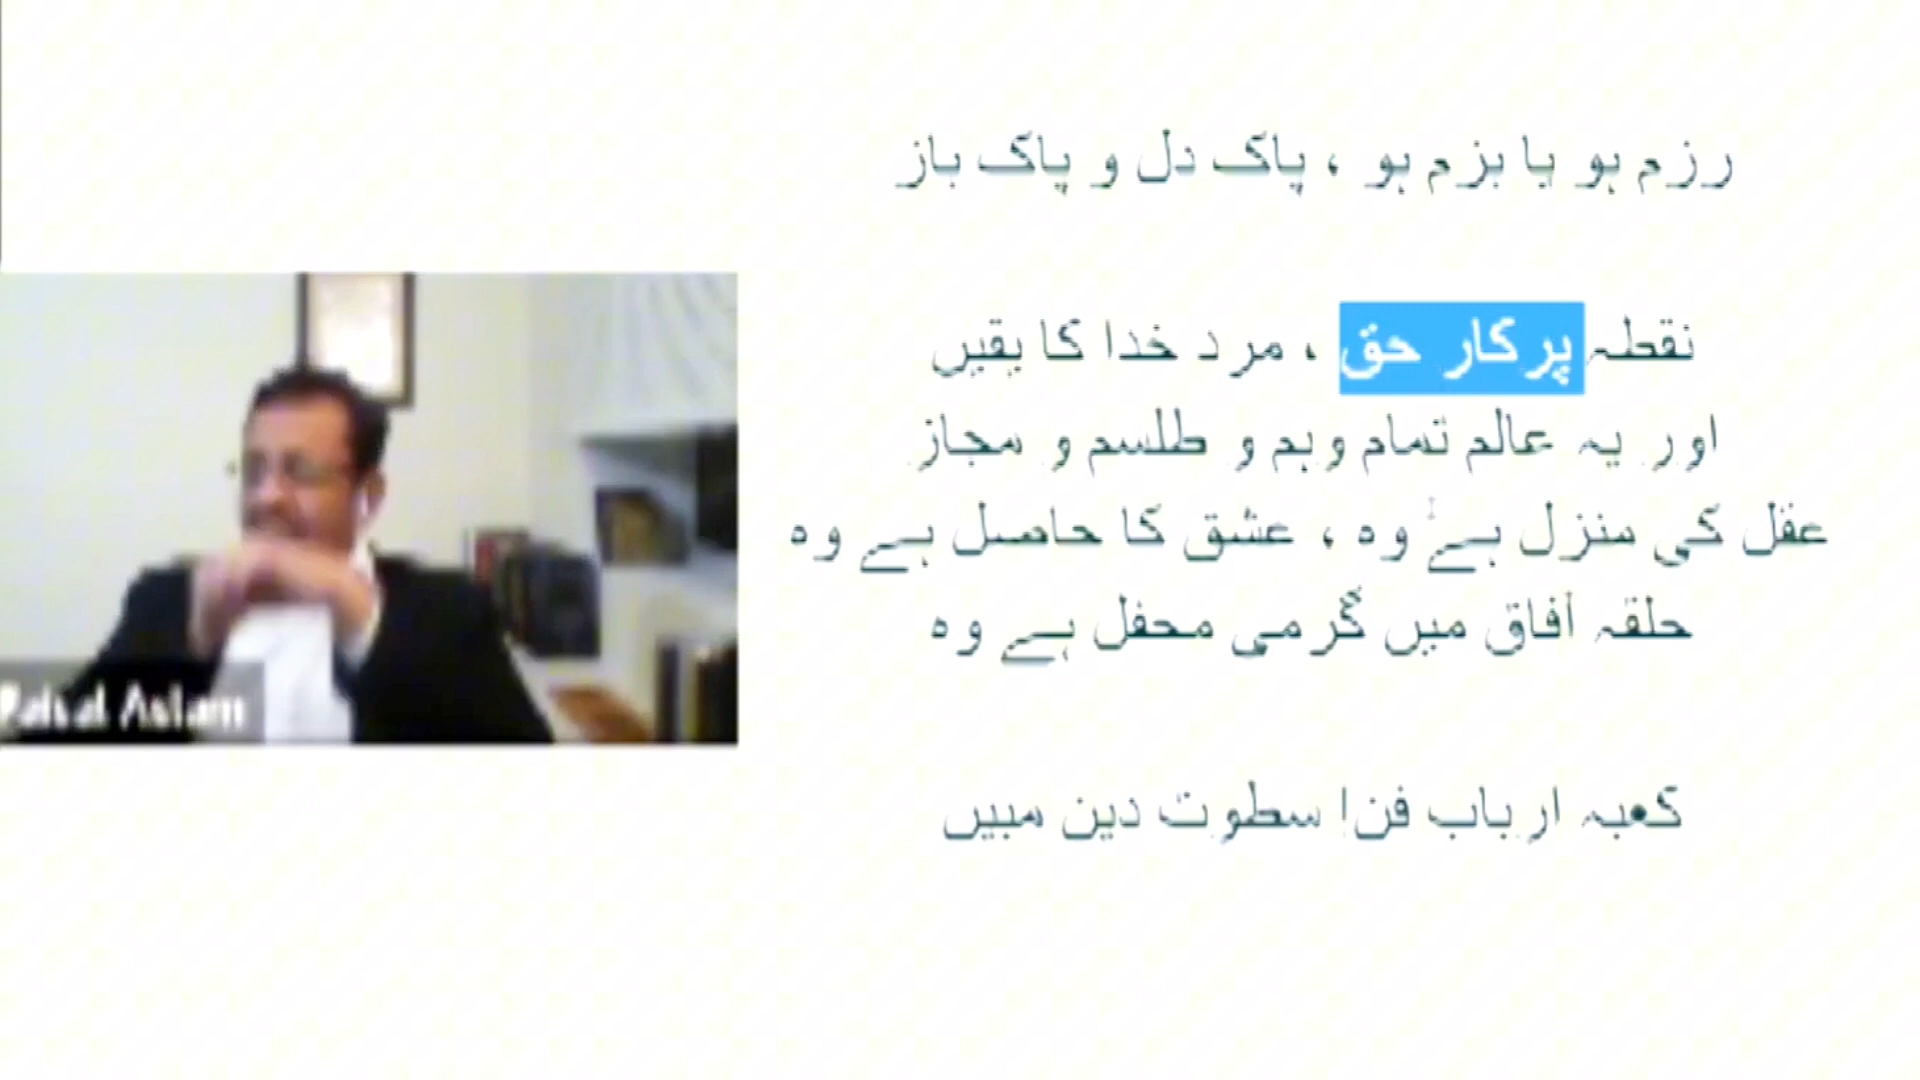 رزم ہو یا بزم ہو ، پاک دل و پاک باز
نقطہ پرکار حق ، مرد خدا کا یقیں
اور یہ عالم تمام وہم و طلسم و مجاز
عقل کی منزل ہے وہ ، عشق کا حاصل ہے وہ
حلقہ آفاق میں گرمی محفل ہے وہ
کعبہ ارباب فن! سطوت دین مبیں
Aslam